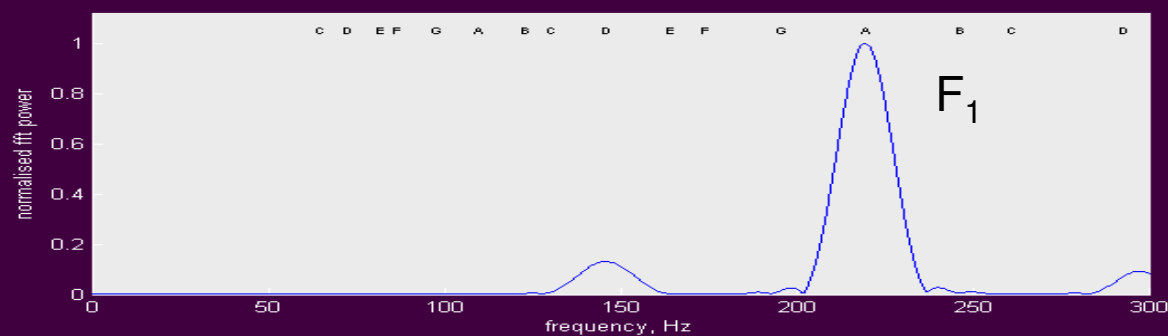 C D E F G A B C D E F G A B C D
1
0.8
0.6
0.4
0.2
0
normalised fft power
F₁
0 50 100 150 200 250 300
frequency, Hz